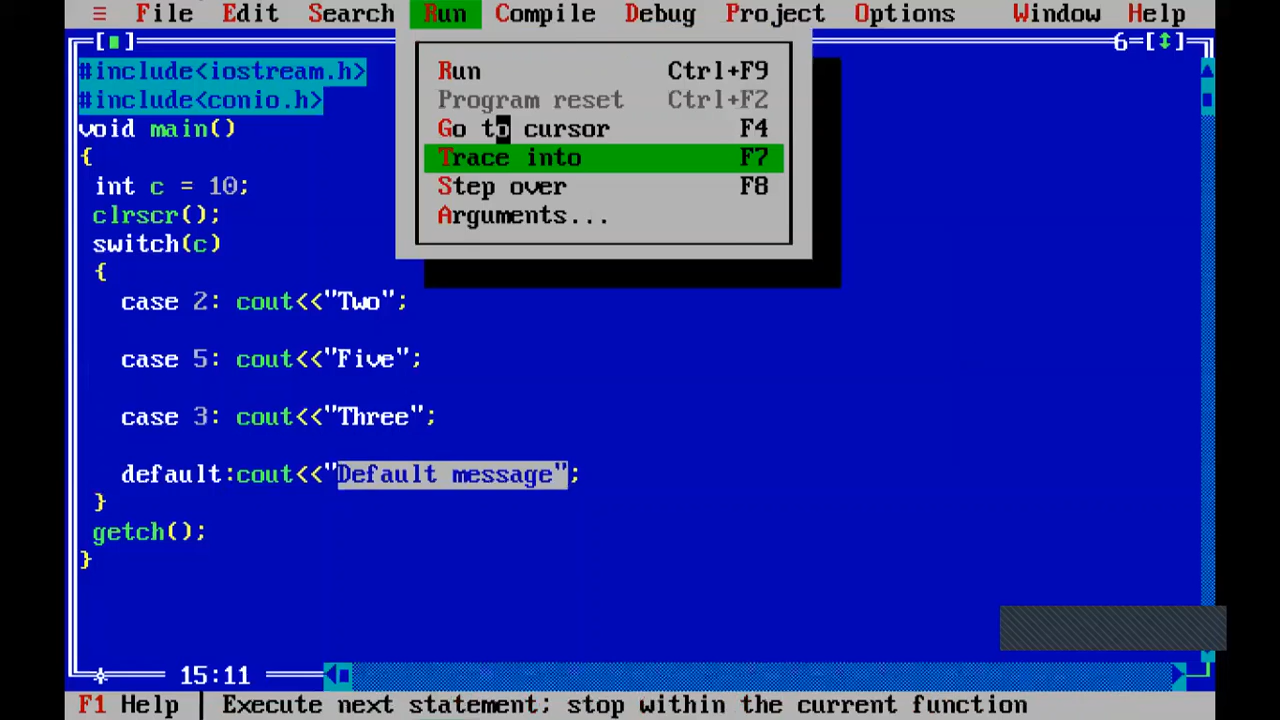 ≡ File Edit Search Run Compile Debug Project Options Window Help
[■] 6=[↕]
#include<iostream.h>
#include<conio.h>
void main()
{
int c = 10;
clrscr();
switch(c)
{
case 2: cout<<"Two";
case 5: cout<<"Five";
case 3: cout<<"Three";
default:cout<<"Default message";
}
getch();
}
Run Ctrl+F9
Program reset Ctrl+F2
Go to cursor F4
Trace into F7
Step over F8
Arguments...
15:11
F1 Help | Execute next statement; stop within the current function